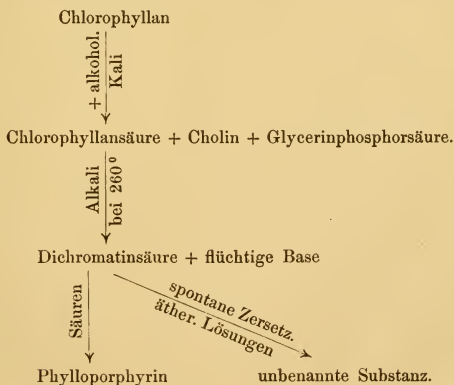 Chlorophyllan
+ alkohol.
Kali
Chlorophyllansäure + Cholin + Glycerinphosphorsäure.
Alkali
bei 260°
Dichromatinsäure + flüchtige Base
Säuren
spontane Zersetz.
äther. Lösungen
Phylloporphyrin unbenannte Substanz.